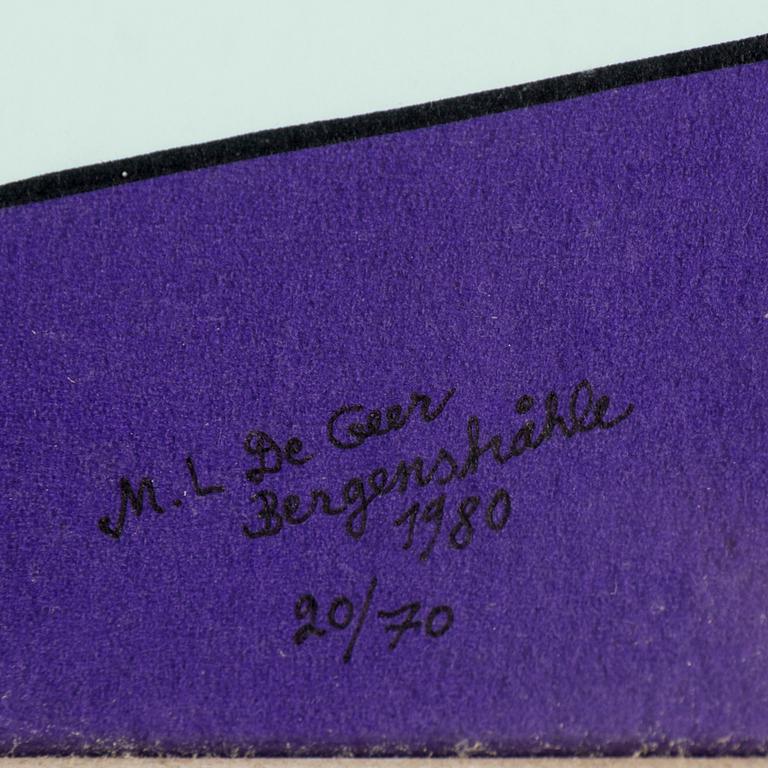 M. L De Geer
Bergenstråhle
1980
20/70